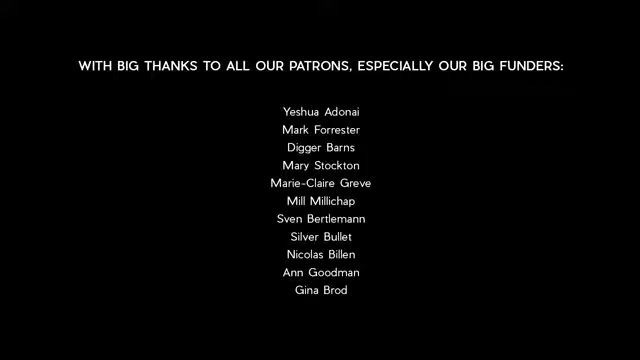 WITH BIG THANKS TO ALL OUR PATRONS, ESPECIALLY OUR BIG FUNDERS:
Yeshua Adonai
Mark Forrester
Digger Barns
Mary Stockton
Marie-Claire Greve
Mill Millichap
Sven Bertlemann
Silver Bullet
Nicolas Billen
Ann Goodman
Gina Brod